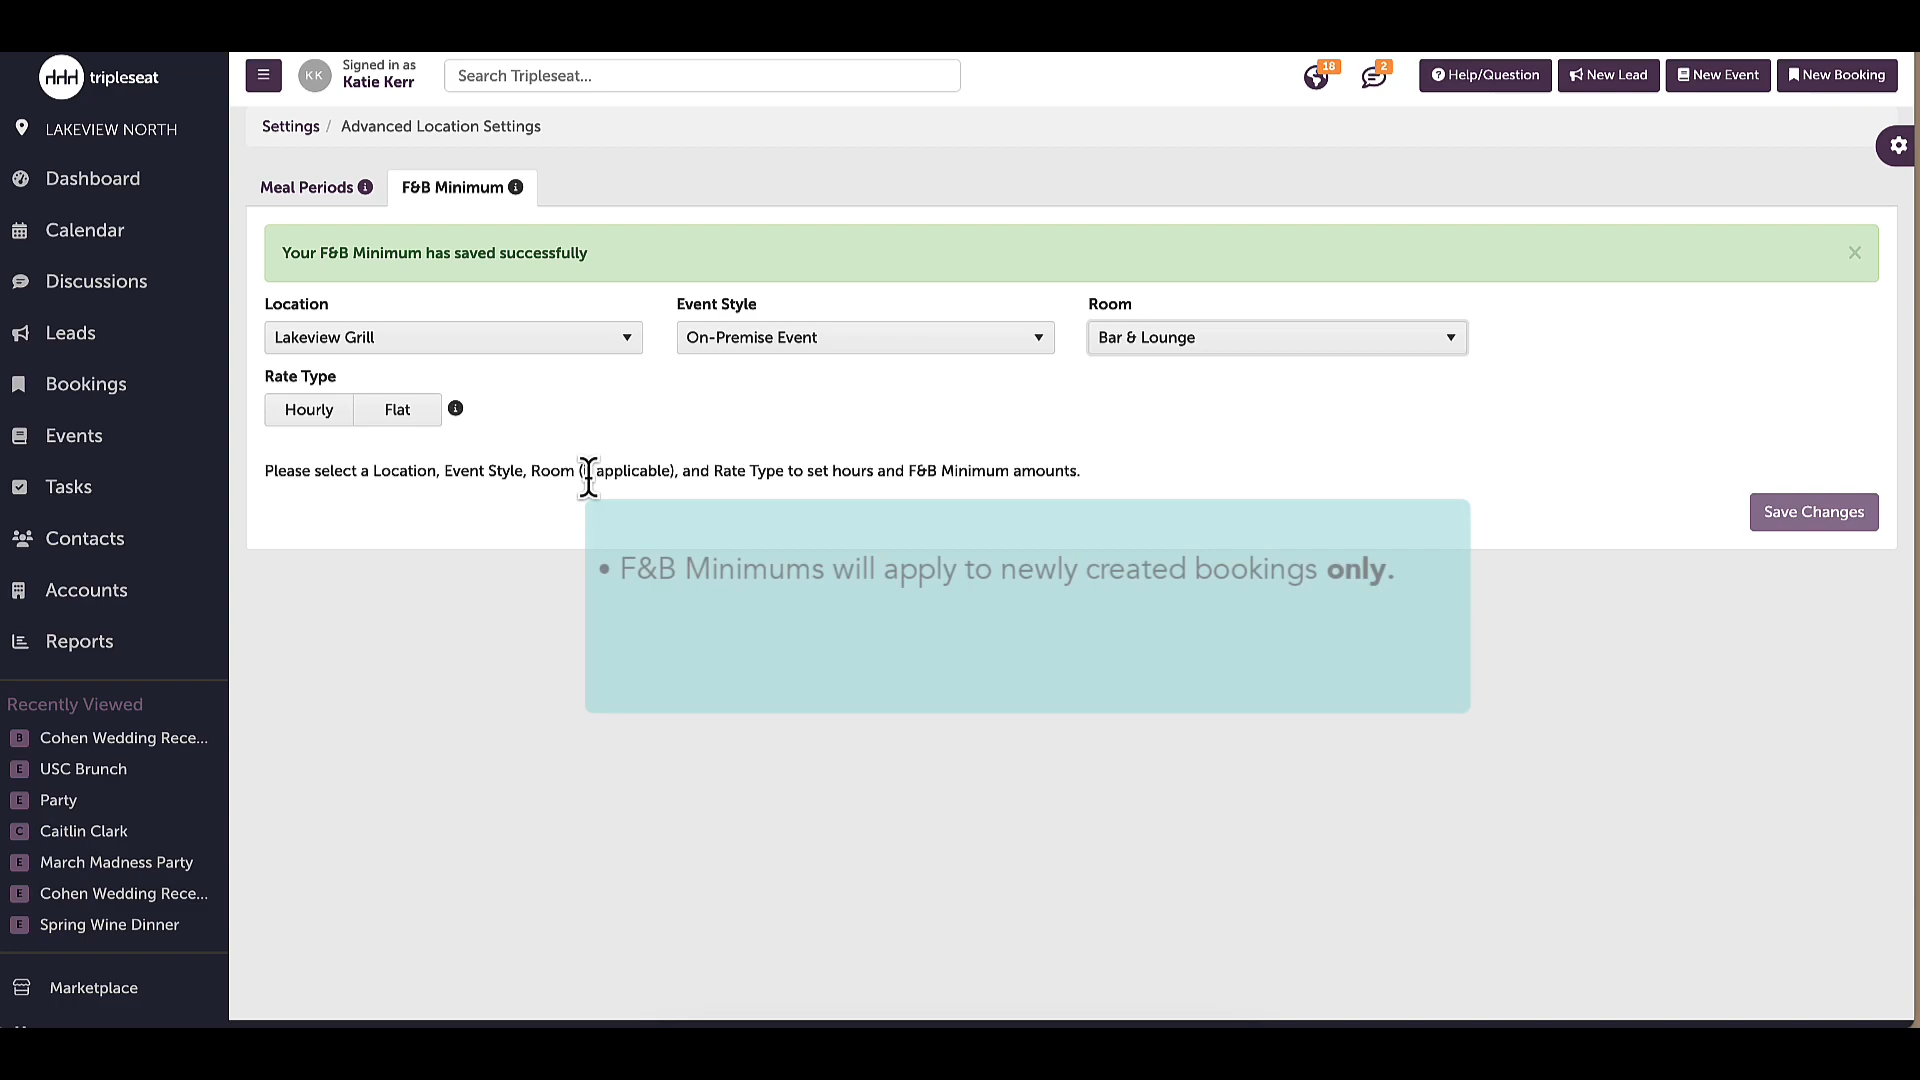 tripleseat
KK
Signed in as
Katie Kerr
Search Tripleseat...
18
2
Help/Question
New Lead
New Event
New Booking
LAKEVIEW NORTH
Dashboard
Calendar
Discussions
Leads
Bookings
Events
Tasks
Contacts
Accounts
Reports
Recently Viewed
B Cohen Wedding Rece...
E USC Brunch
E Party
C Caitlin Clark
E March Madness Party
E Cohen Wedding Rece...
E Spring Wine Dinner
Marketplace
Settings / Advanced Location Settings
Meal Periods
F&B Minimum
Your F&B Minimum has saved successfully
Location
Event Style
Room
Lakeview Grill
On-Premise Event
Bar & Lounge
Rate Type
Hourly
Flat
Please select a Location, Event Style, Room ( applicable), and Rate Type to set hours and F&B Minimum amounts.
Save Changes
• F&B Minimums will apply to newly created bookings only.